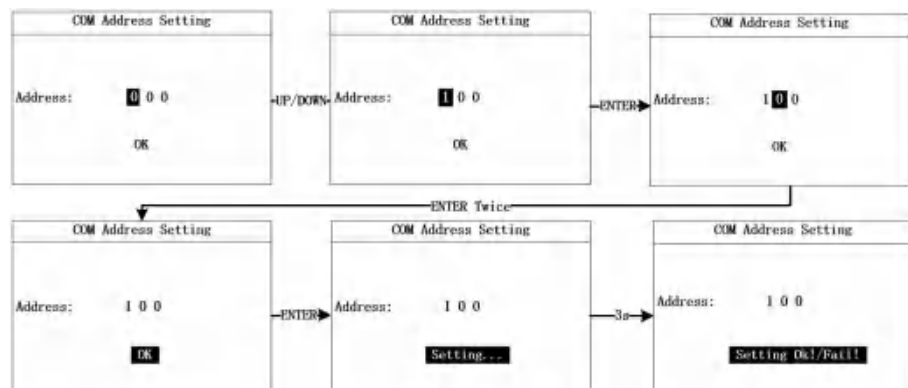 COM Address Setting
Address: 0 0 0
OK
UP/DOWN
COM Address Setting
Address: 1 0 0
OK
ENTER
COM Address Setting
Address: 1 0 0
OK
ENTER Twice
COM Address Setting
Address: 1 0 0
OK
ENTER
COM Address Setting
Address: 1 0 0
Setting...
3s
COM Address Setting
Address: 1 0 0
Setting Ok!/Fail!